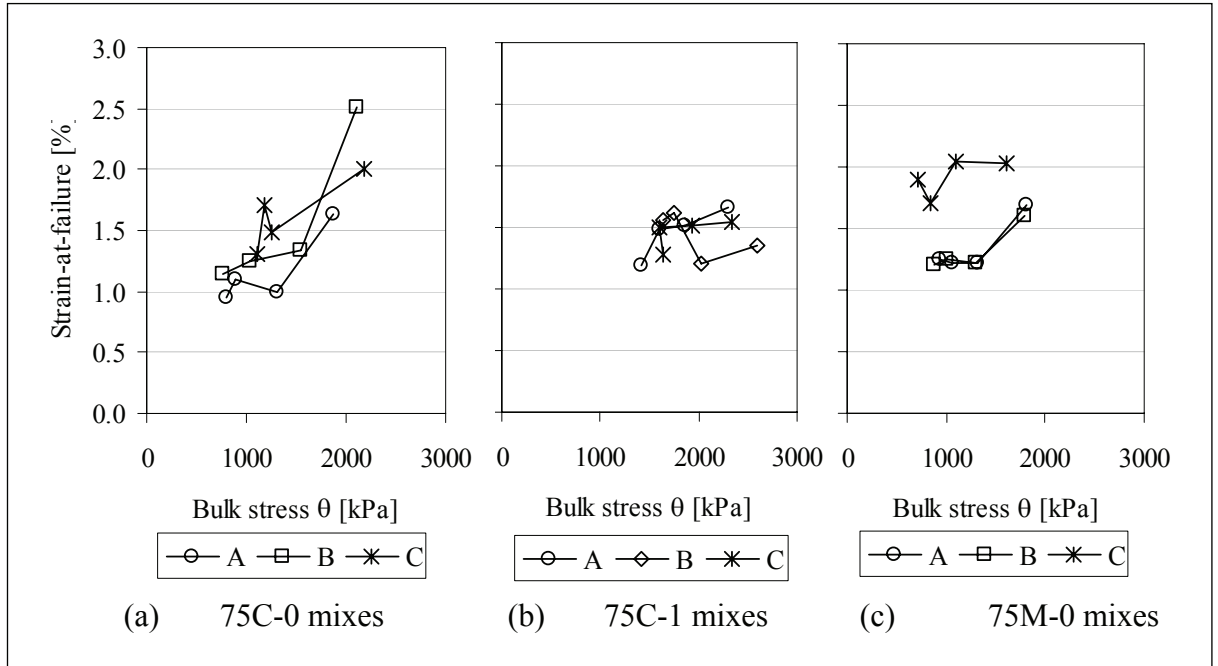 Strain-at-failure [%]
3.0
2.5
2.0
1.5
1.0
0.5
0.0
0 1000 2000 3000
0 1000 2000 3000
0 1000 2000 3000
Bulk stress θ [kPa]
Bulk stress θ [kPa]
Bulk stress θ [kPa]
A B C
A B C
A B C
(a) 75C-0 mixes
(b) 75C-1 mixes
(c) 75M-0 mixes